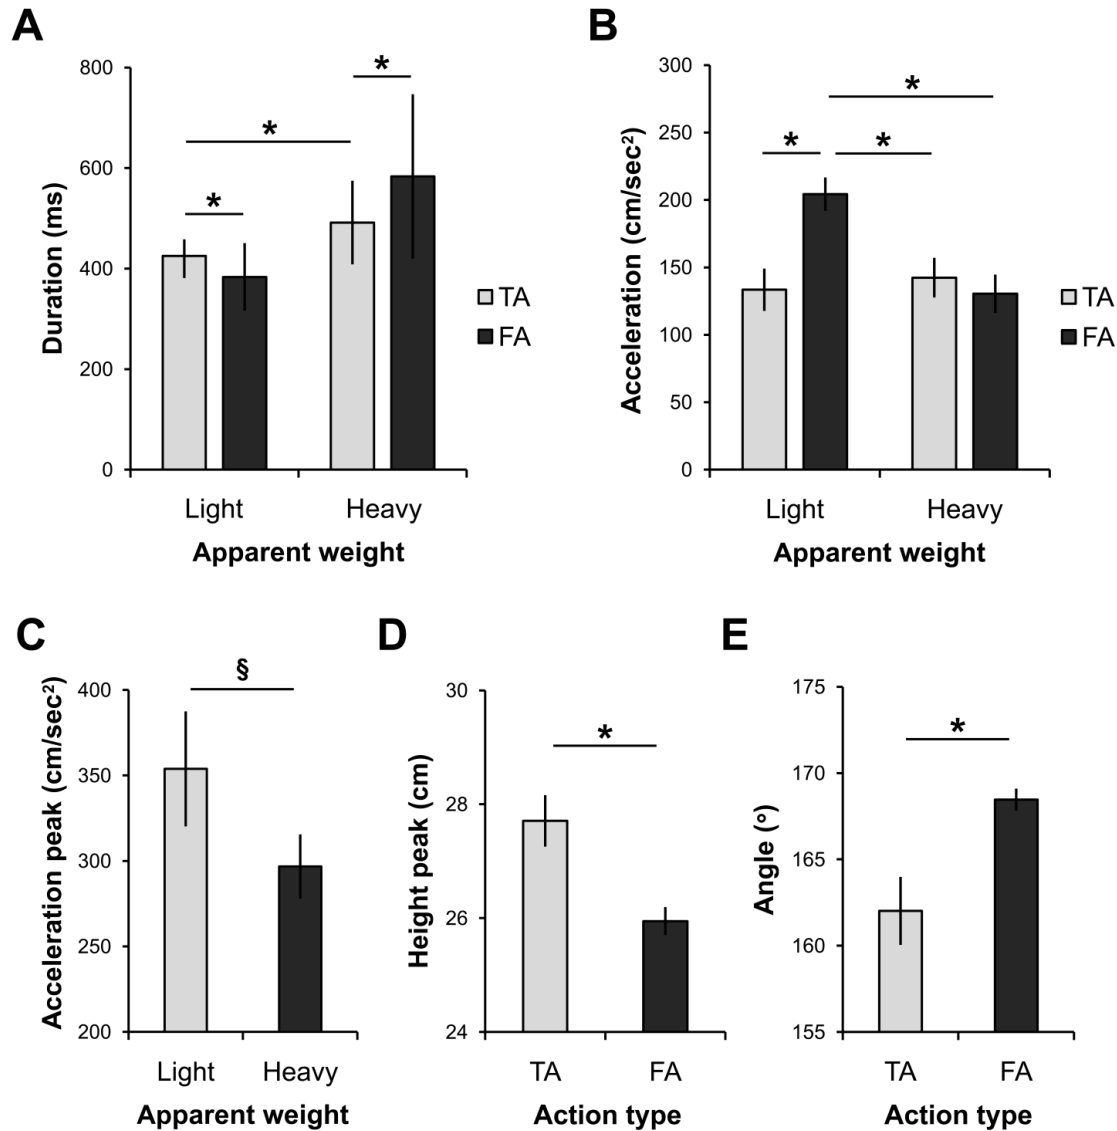 A
800
600
400
200
0
Duration (ms)
*
*
*
Light Heavy
Apparent weight
TA
FA
B
300
250
200
150
100
50
0
Acceleration (cm/sec²)
*
*
*
Light Heavy
Apparent weight
TA
FA
C
400
350
300
250
200
Acceleration peak (cm/sec²)
§
Light Heavy
Apparent weight
D
30
28
26
24
Height peak (cm)
*
TA FA
Action type
E
175
170
165
160
155
Angle (°)
*
TA FA
Action type